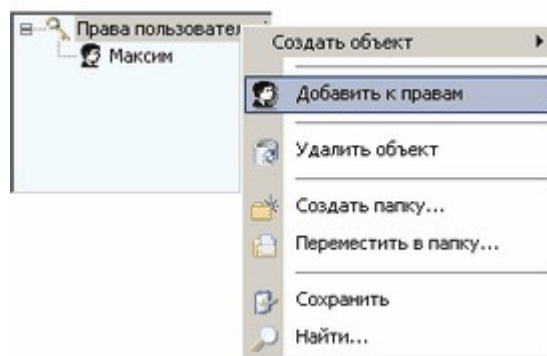 Права пользовател
Максим
Создать объект
Добавить к правам
Удалить объект
Создать папку...
Переместить в папку...
Сохранить
Найти...